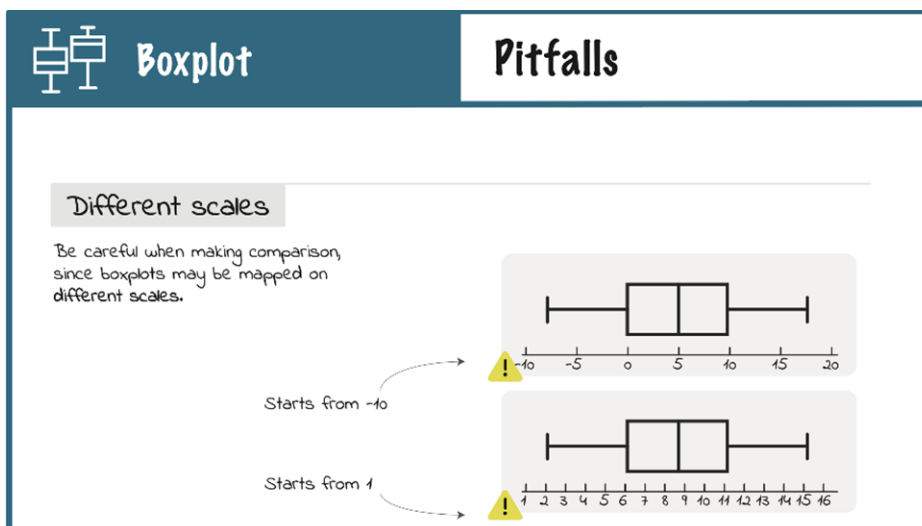 Boxplot
Pitfalls
Different scales
Be careful when making comparison,
since boxplots may be mapped on
different scales.
-10 -5 0 5 10 15 20
Starts from -10
Starts from 1
1 2 3 4 5 6 7 8 9 10 11 12 13 14 15 16